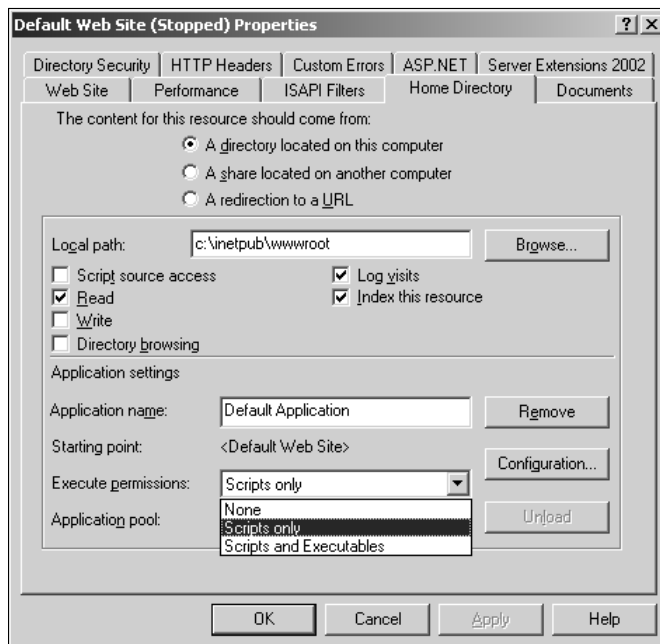 Default Web Site (Stopped) Properties
Directory Security HTTP Headers Custom Errors ASP.NET Server Extensions 2002
Web Site Performance ISAPI Filters Home Directory Documents
The content for this resource should come from:
A directory located on this computer
A share located on another computer
A redirection to a URL
Local path: c:\inetpub\wwwroot Browse...
Script source access Log visits
Read Index this resource
Write
Directory browsing
Application settings
Application name: Default Application Remove
Starting point: <Default Web Site>
Configuration...
Execute permissions: Scripts only
None
Application pool: Scripts only Unload
Scripts and Executables
OK Cancel Apply Help